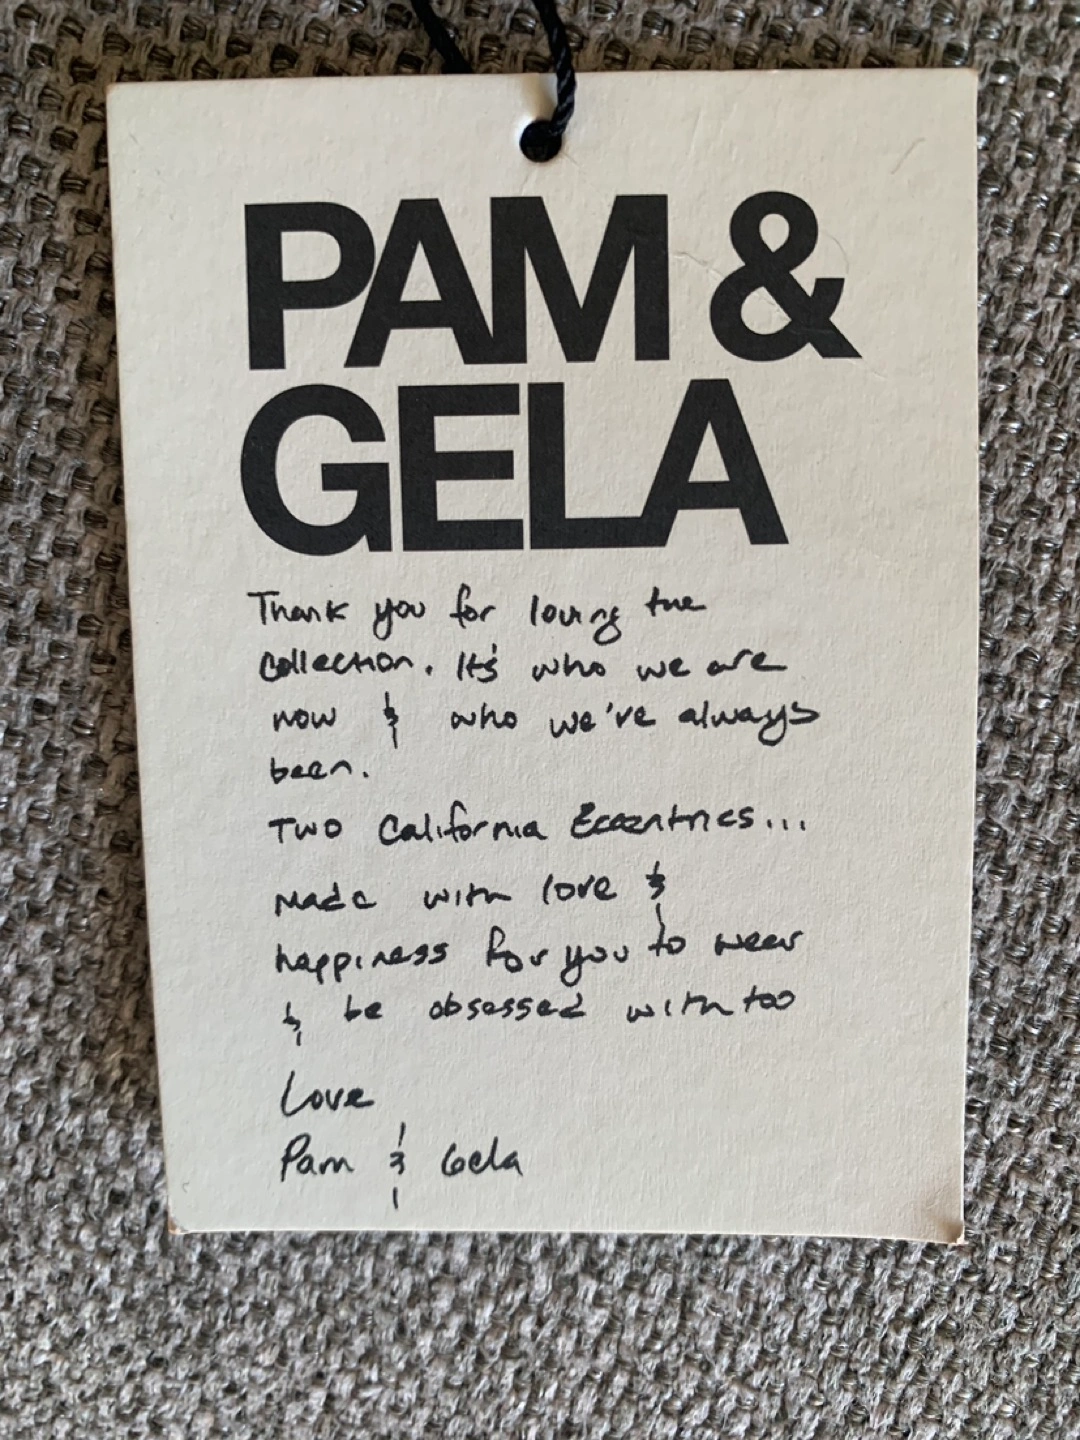 PAM &
GELA
Thank you for loving the
collection. It's who we are
now & who we've always
been.
Two California Eccentrics...
Made with love &
happiness for you to wear
& be obsessed with too
Love
Pam & Gela